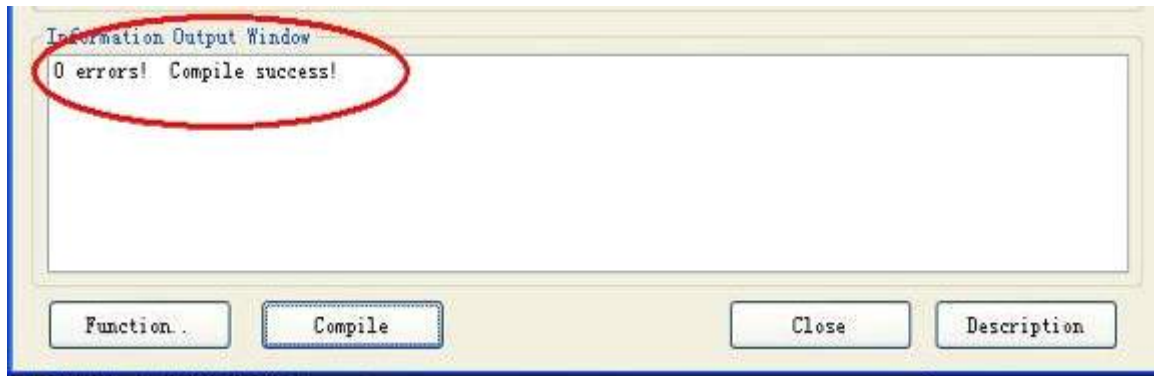 Information Output Window
0 errors!  Compile success!
Function..
Compile
Close
Description